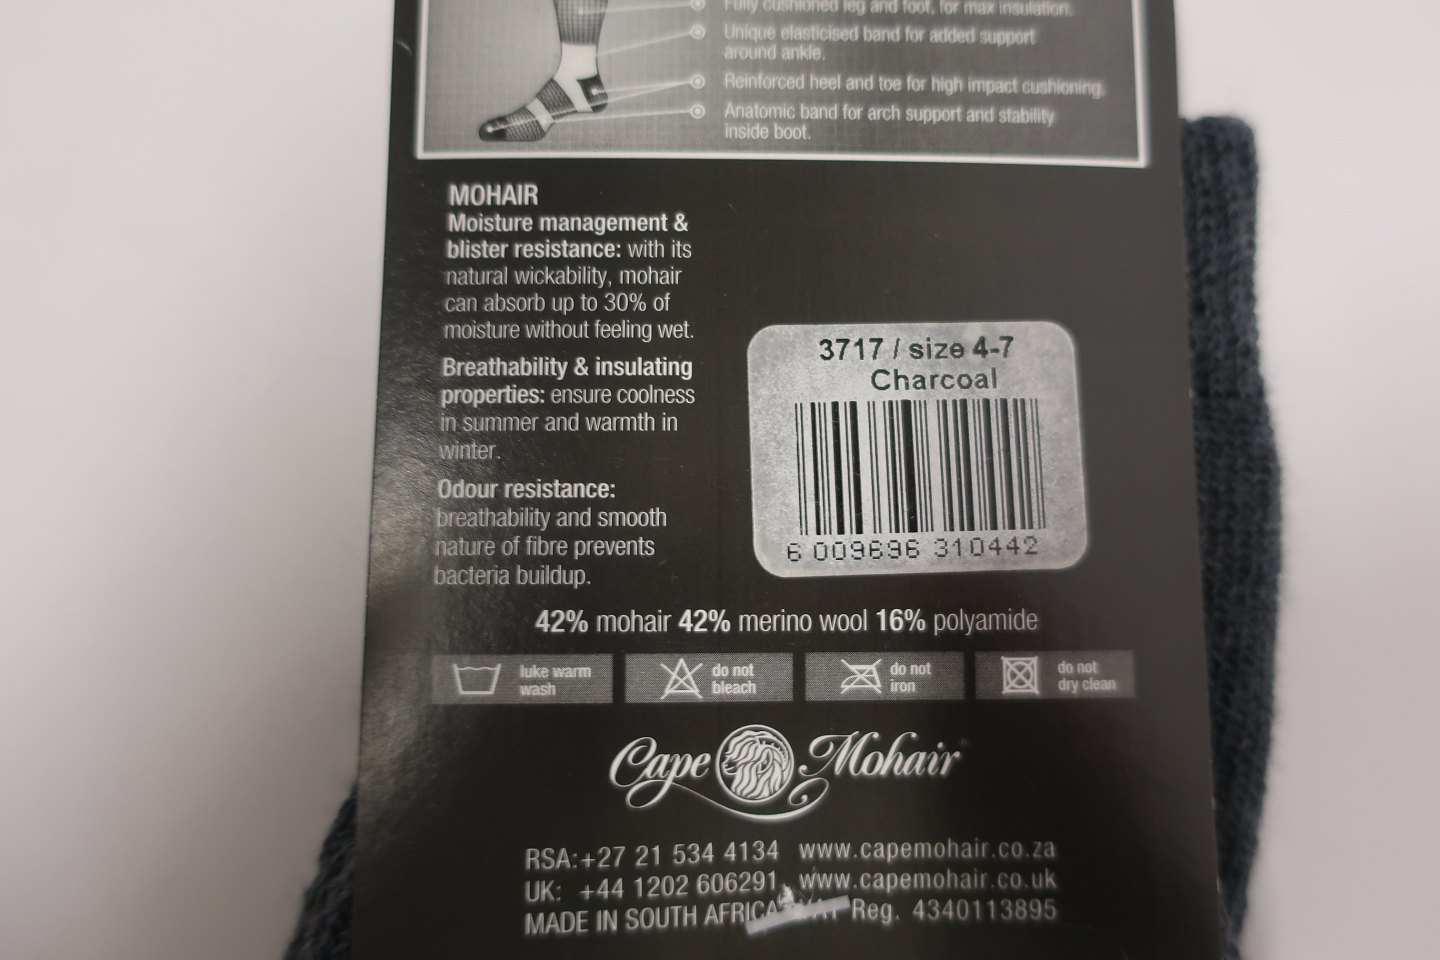 Fully cushioned leg and foot, for max insulation.
Unique elasticised band for added support
around ankle.
Reinforced heel and toe for high impact cushioning.
Anatomic band for arch support and stability
inside boot.
MOHAIR
Moisture management &
blister resistance: with its
natural wickability, mohair
can absorb up to 30% of
moisture without feeling wet.
Breathability & insulating
properties: ensure coolness
in summer and warmth in
winter.
Odour resistance:
breathability and smooth
nature of fibre prevents
bacteria buildup.
3717 / size 4-7
Charcoal
6 009696 310442
42% mohair 42% merino wool 16% polyamide
luke warm
wash
do not
bleach
do not
iron
do not
dry clean
Cape Mohair
RSA:+27 21 534 4134 www.capemohair.co.za
UK: +44 1202 606291 www.capemohair.co.uk
MADE IN SOUTH AFRICA VAT Reg. 4340113895